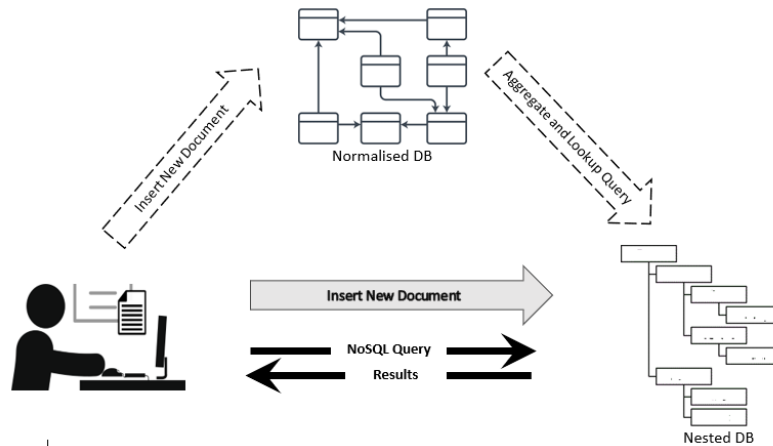 Insert New Document
Aggregate and Lookup Query
Normalised DB
Insert New Document
NoSQL Query
Results
Nested DB